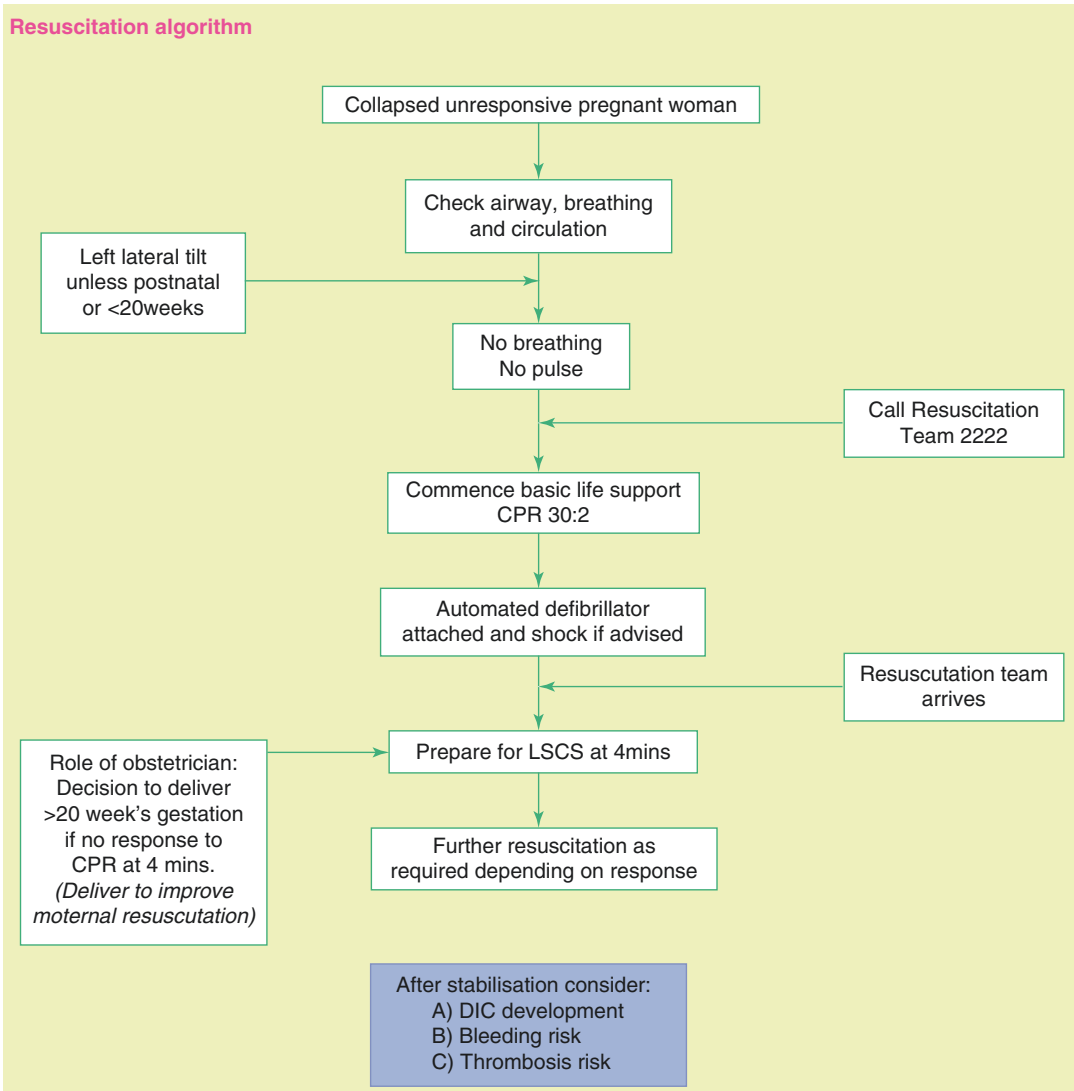 Resuscitation algorithm
Collapsed unresponsive pregnant woman
Check airway, breathing
and circulation
Left lateral tilt
unless postnatal
or <20weeks
No breathing
No pulse
Call Resuscitation
Team 2222
Commence basic life support
CPR 30:2
Automated defibrillator
attached and shock if advised
Resuscutation team
arrives
Prepare for LSCS at 4mins
Role of obstetrician:
Decision to deliver
>20 week's gestation
if no response to
CPR at 4 mins.
(Deliver to improve
moternal resuscutation)
Further resuscitation as
required depending on response
After stabilisation consider:
A) DIC development
B) Bleeding risk
C) Thrombosis risk